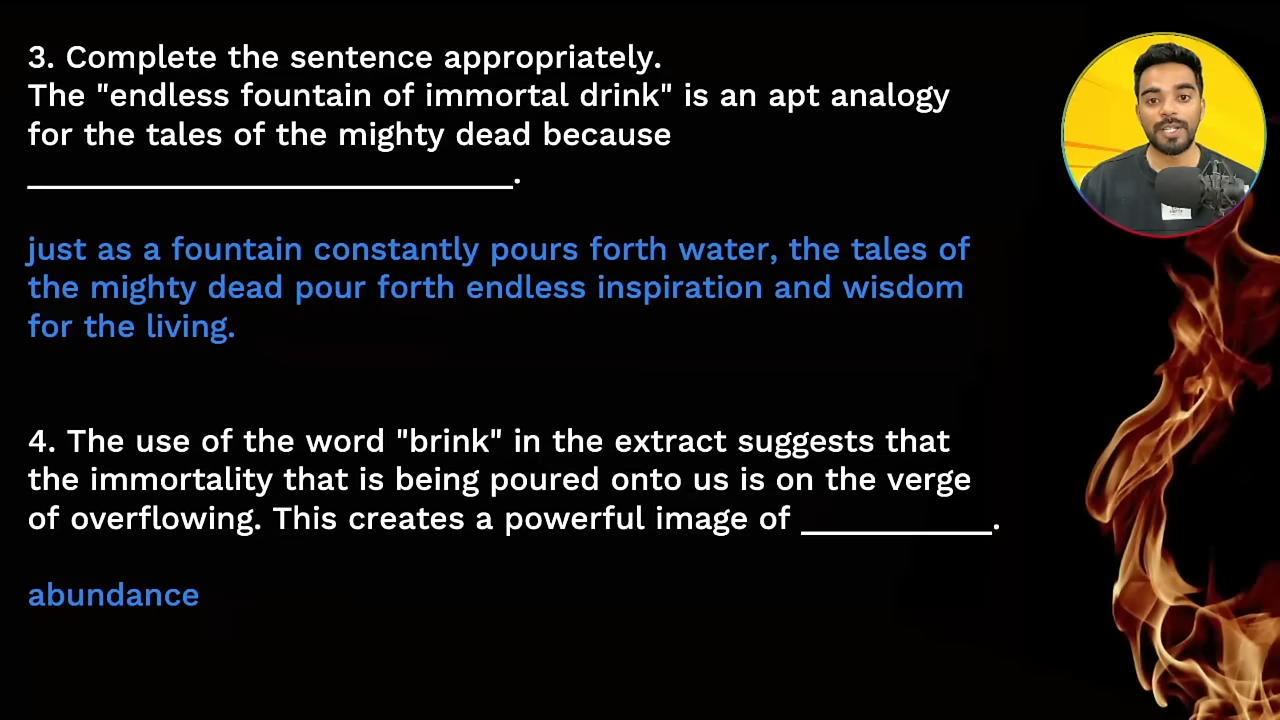 3. Complete the sentence appropriately.
The "endless fountain of immortal drink" is an apt analogy
for the tales of the mighty dead because
______________________________.
just as a fountain constantly pours forth water, the tales of
the mighty dead pour forth endless inspiration and wisdom
for the living.
4. The use of the word "brink" in the extract suggests that
the immortality that is being poured onto us is on the verge
of overflowing. This creates a powerful image of ____________.
abundance